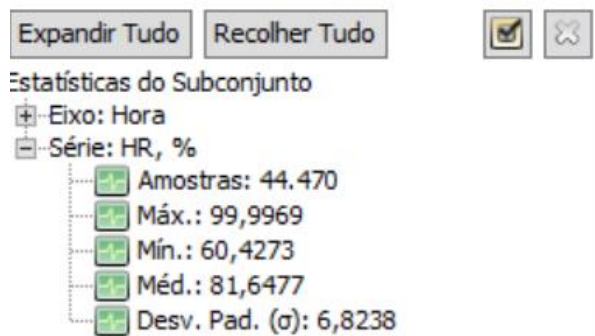 Expandir Tudo Recolher Tudo
Estatísticas do Subconjunto
Eixo: Hora
Série: HR, %
Amostras: 44.470
Máx.: 99,9969
Mín.: 60,4273
Méd.: 81,6477
Desv. Pad. (σ): 6,8238